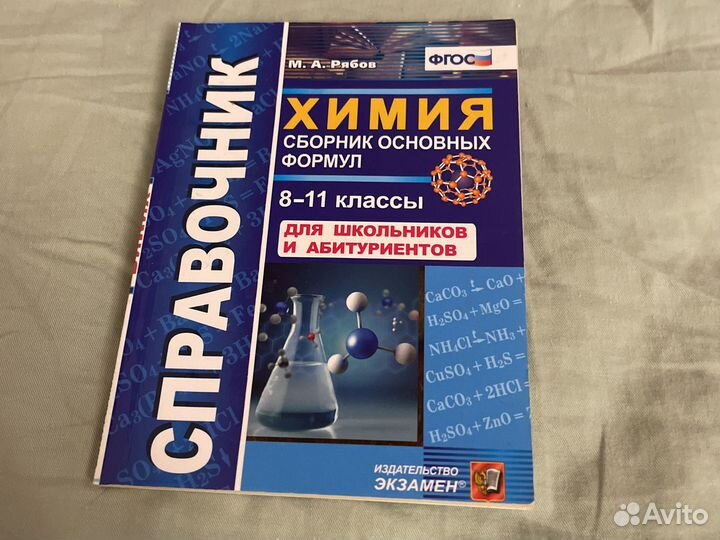 СПРАВОЧНИК
М. А. Рябов
ФГОС
ХИМИЯ
СБОРНИК ОСНОВНЫХ
ФОРМУЛ
8–11 классы
ДЛЯ ШКОЛЬНИКОВ
И АБИТУРИЕНТОВ
CaCO₃ t→ CaO +
H₂SO₄ + MgO =
NH₄Cl t→ NH₃ +
CuSO₄ + H₂S =
CaCO₃ + 2HCl =
H₂SO₄ + ZnO =
ИЗДАТЕЛЬСТВО
ЭКЗАМЕН®
Avito